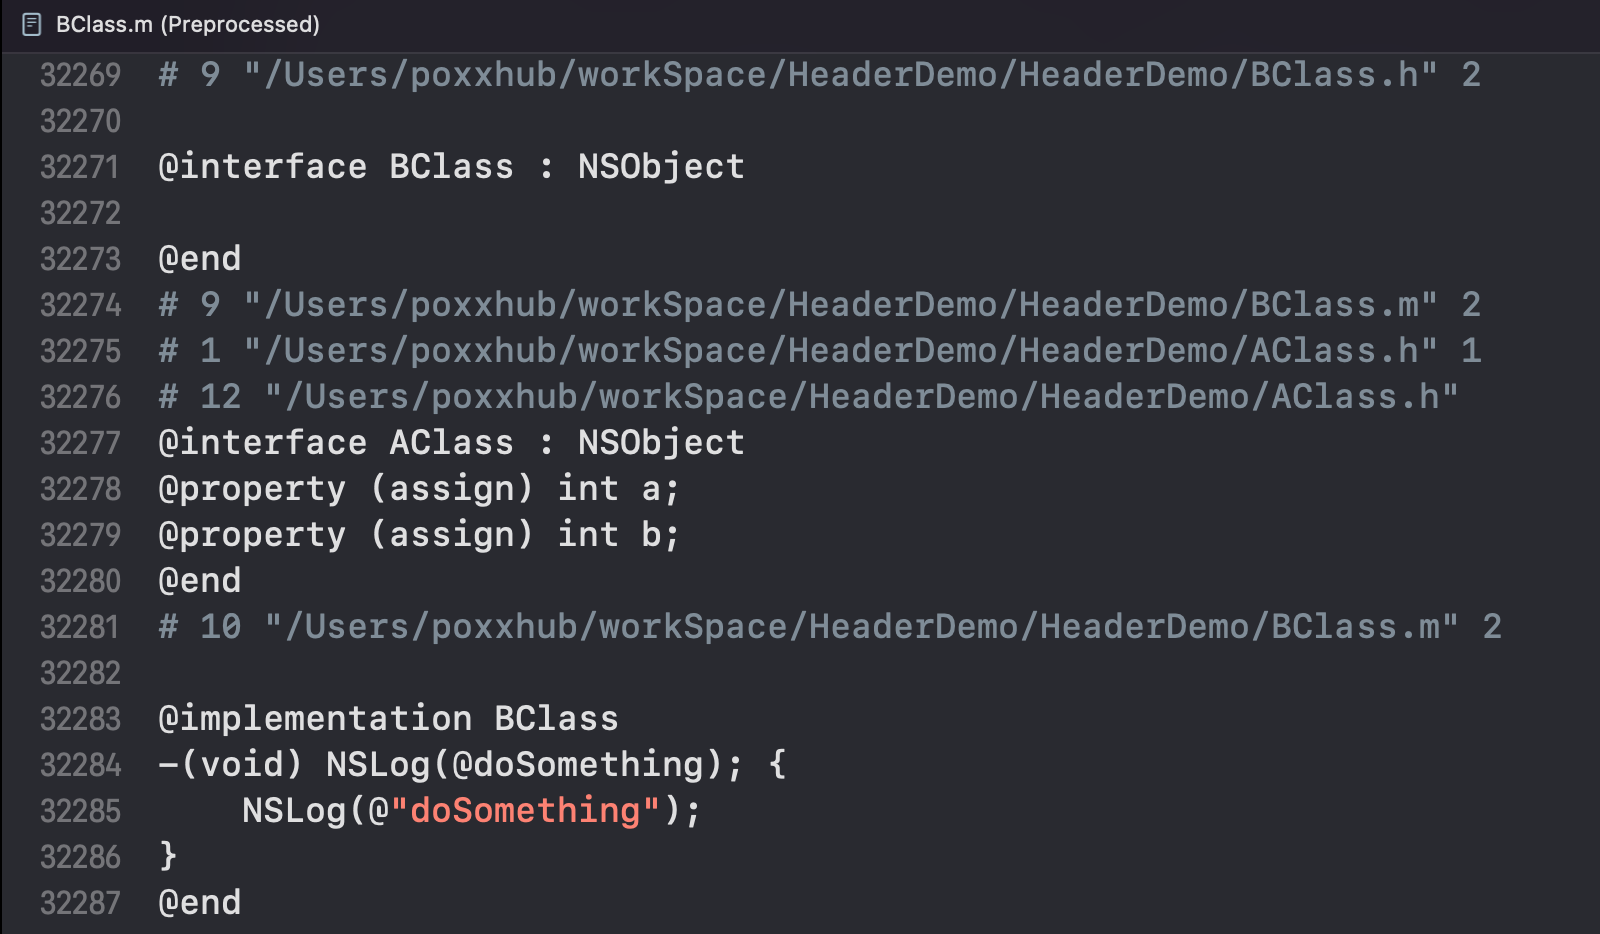 BClass.m (Preprocessed)
32269 # 9 "/Users/poxxhub/workSpace/HeaderDemo/HeaderDemo/BClass.h" 2
32270
32271 @interface BClass : NSObject
32272
32273 @end
32274 # 9 "/Users/poxxhub/workSpace/HeaderDemo/HeaderDemo/BClass.m" 2
32275 # 1 "/Users/poxxhub/workSpace/HeaderDemo/HeaderDemo/AClass.h" 1
32276 # 12 "/Users/poxxhub/workSpace/HeaderDemo/HeaderDemo/AClass.h"
32277 @interface AClass : NSObject
32278 @property (assign) int a;
32279 @property (assign) int b;
32280 @end
32281 # 10 "/Users/poxxhub/workSpace/HeaderDemo/HeaderDemo/BClass.m" 2
32282
32283 @implementation BClass
32284 -(void) NSLog(@doSomething); {
32285     NSLog(@"doSomething");
32286 }
32287 @end